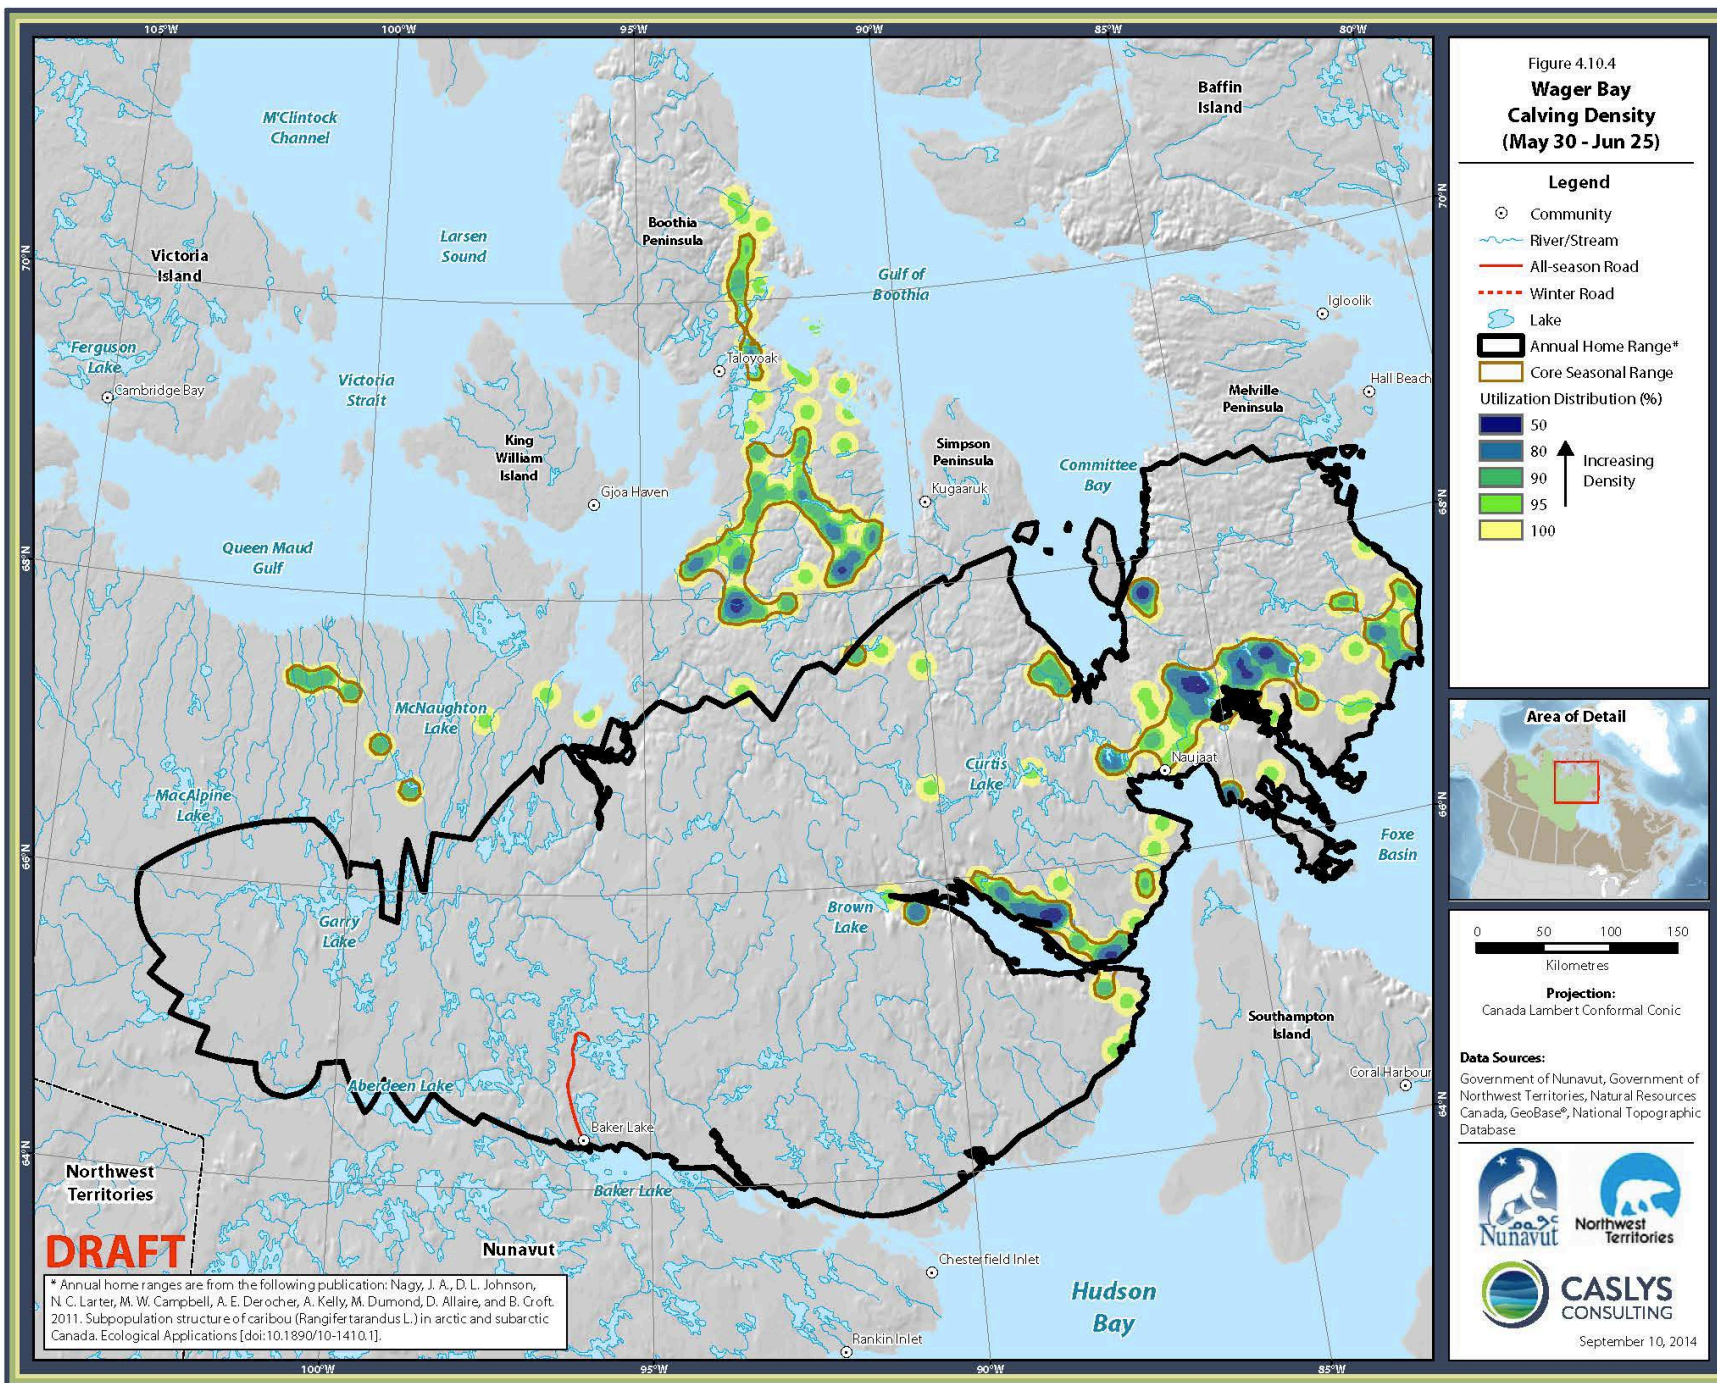 105°W
100°W
95°W
90°W
85°W
80°W
Figure 4.10.4
Wager Bay
Calving Density
(May 30 - Jun 25)
Legend
Community
River/Stream
All-season Road
Winter Road
Lake
Annual Home Range*
Core Seasonal Range
Utilization Distribution (%)
50
80
90
95
100
Increasing
Density
Area of Detail
0
50
100
150
Kilometres
Projection:
Canada Lambert Conformal Conic
Data Sources:
Government of Nunavut, Government of
Northwest Territories, Natural Resources
Canada, GeoBase®, National Topographic
Database
Nunavut
Northwest
Territories
CASLYS
CONSULTING
September 10, 2014
M'Clintock
Channel
Baffin
Island
Boothia
Peninsula
Larsen
Sound
Victoria
Island
Gulf of
Boothia
70°N
70°N
Igloolik
Ferguson
Lake
Cambridge Bay
Victoria
Strait
Taloyoak
Hall Beach
Melville
Peninsula
King
William
Island
Simpson
Peninsula
Committee
Bay
Gjoa Haven
Kugaaruk
68°N
Queen Maud
Gulf
68°N
McNaughton
Lake
Curtis
Lake
Naujaat
MacAlpine
Lake
66°N
66°N
Foxe
Basin
Garry
Lake
Brown
Lake
Southampton
Island
Coral Harbour
Aberdeen Lake
64°N
Baker Lake
64°N
Northwest
Territories
Baker Lake
Nunavut
Chesterfield Inlet
Hudson
Bay
Rankin Inlet
DRAFT
* Annual home ranges are from the following publication: Nagy, J. A., D. L. Johnson,
N. C. Larter, M. W. Campbell, A. E. Derocher, A. Kelly, M. Dumond, D. Allaire, and B. Croft.
2011. Subpopulation structure of caribou (Rangifer tarandus L.) in arctic and subarctic
Canada. Ecological Applications [doi:10.1890/10-1410.1].
100°W
95°W
90°W
85°W